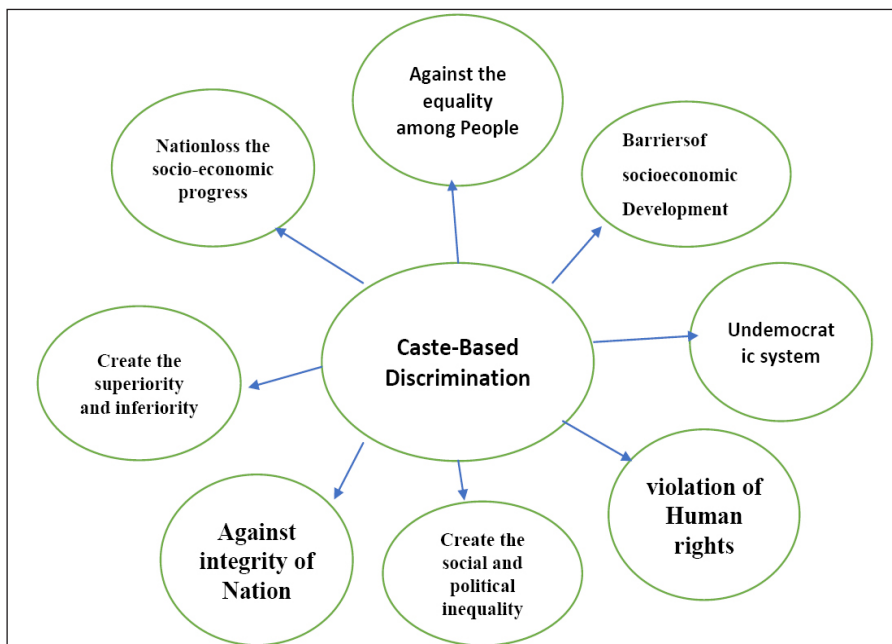 Against the
equality
among People
Nationloss the
socio-economic
progress
Barriersof
socioeconomic
Development
Caste-Based
Discrimination
Undemocrat
ic system
Create the
superiority
and inferiority
violation of
Human
rights
Against
integrity of
Nation
Create the
social and
political
inequality